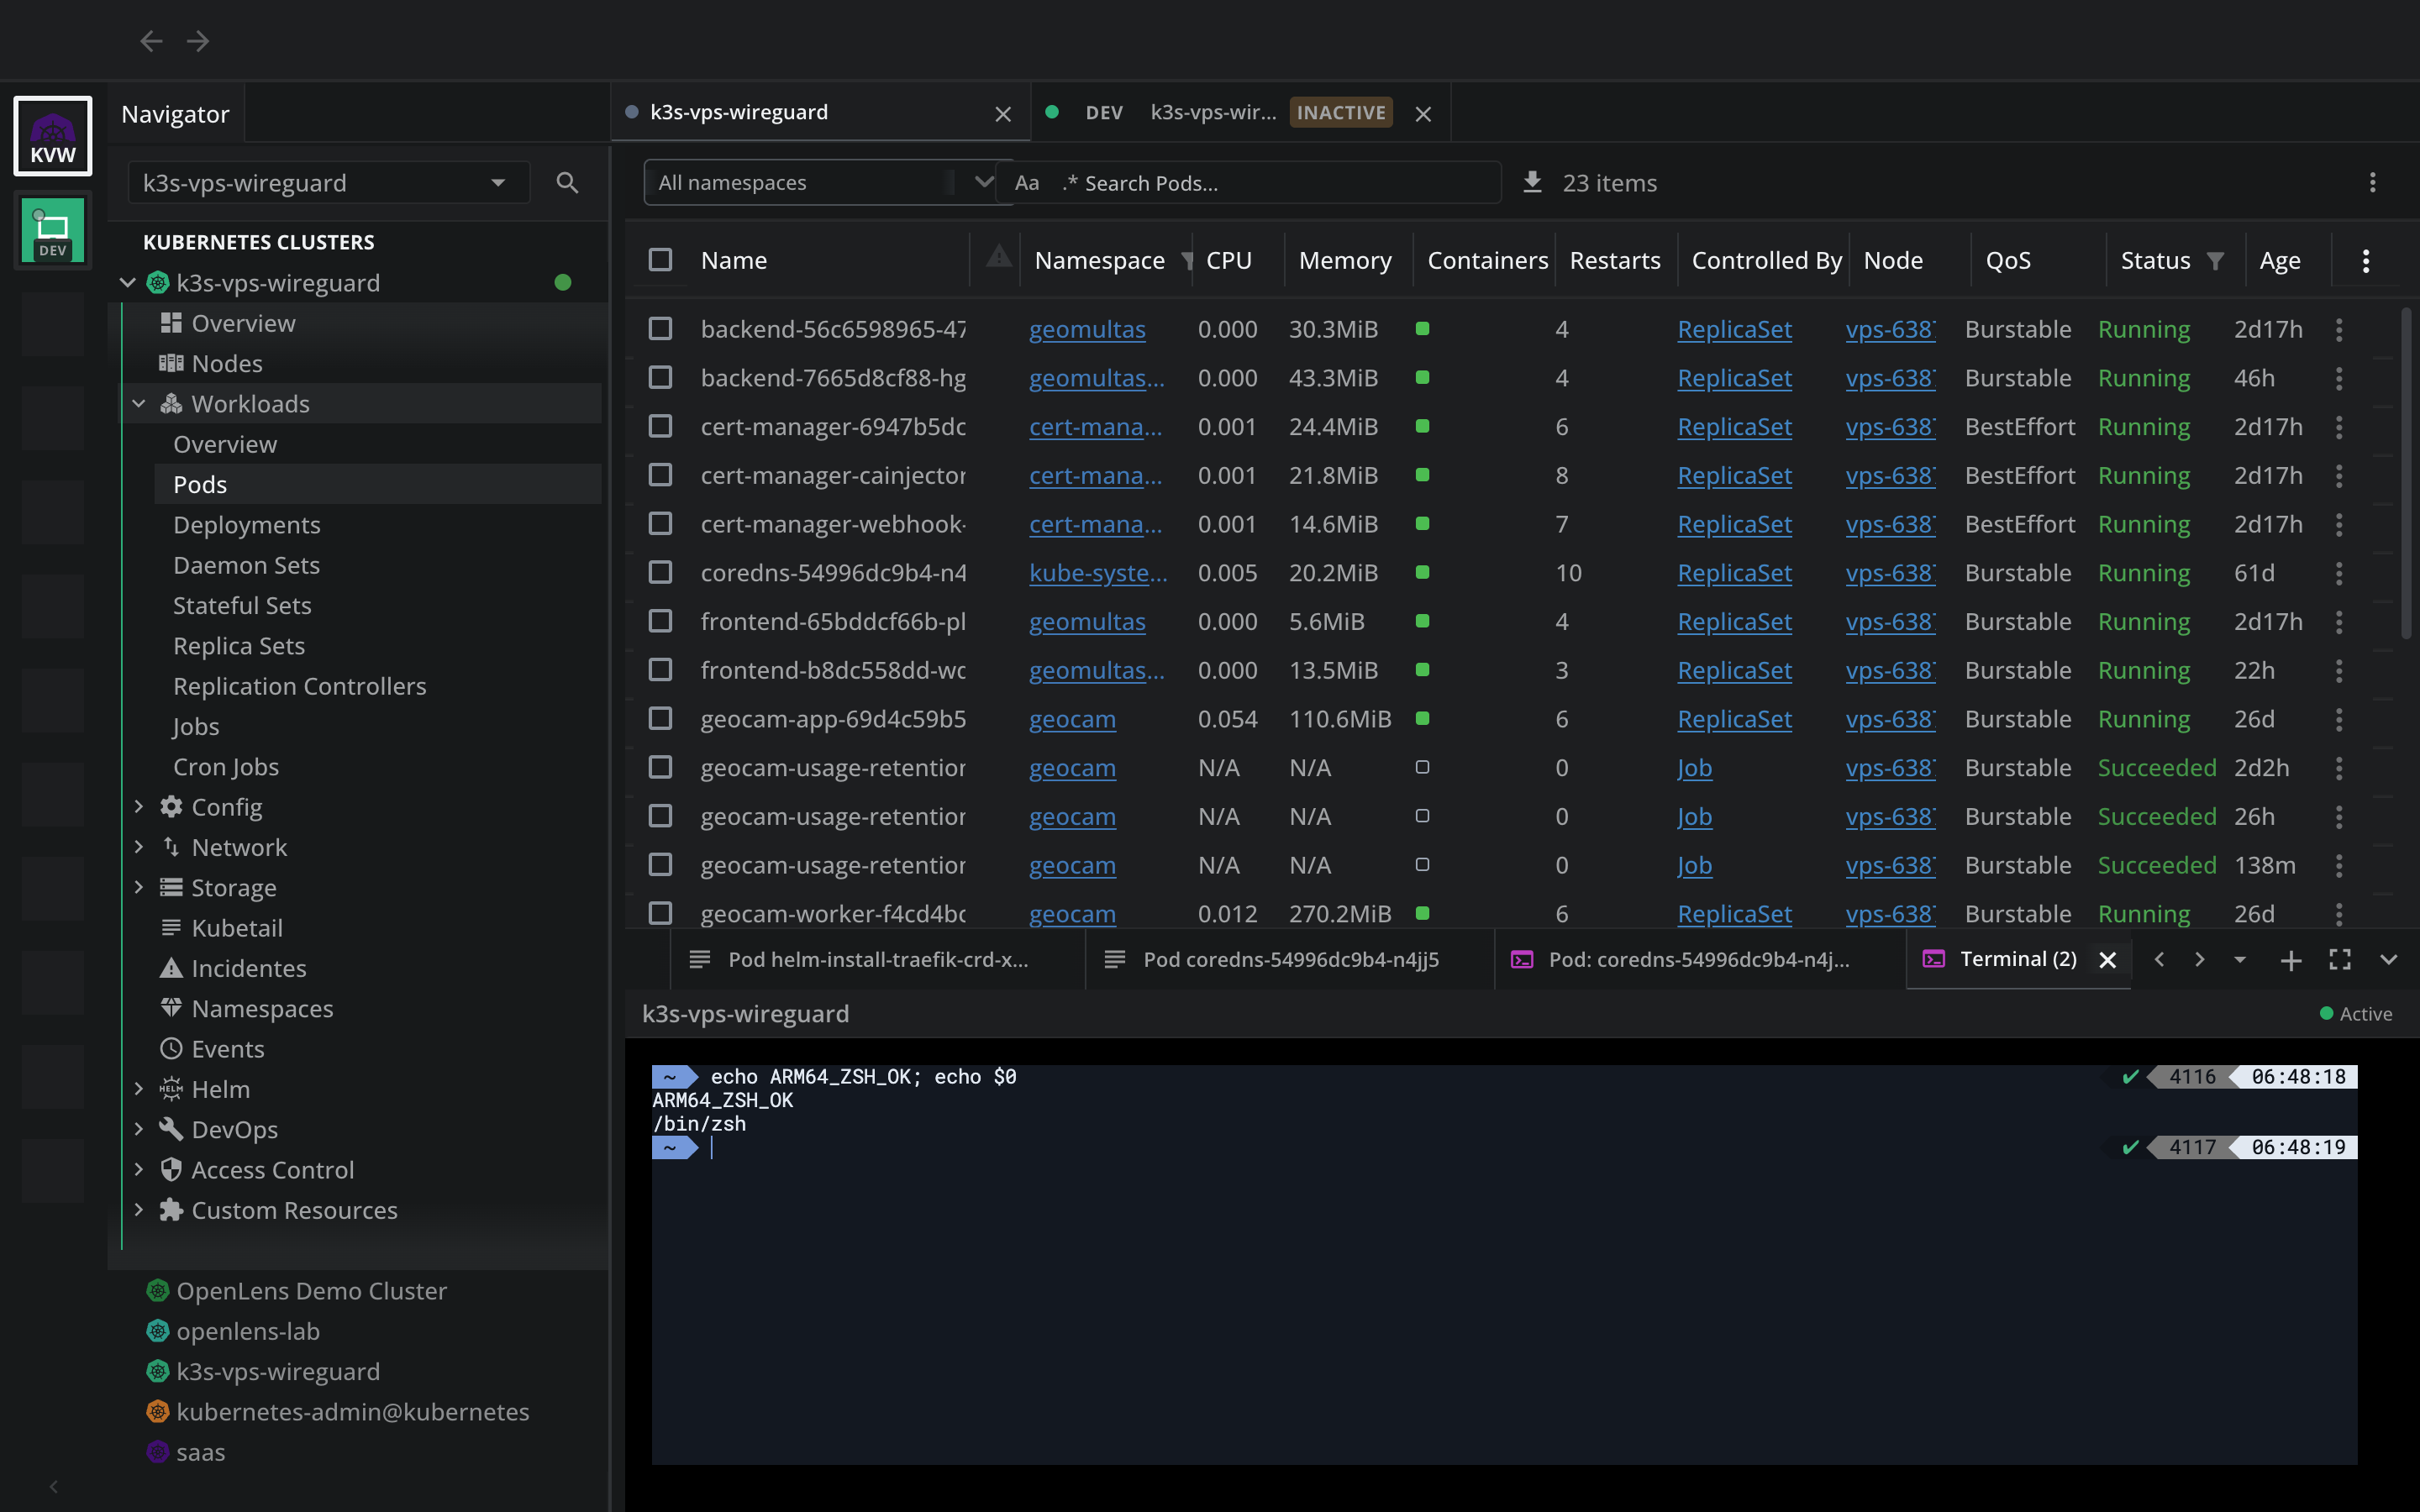 KVW
DEV
Navigator
k3s-vps-wireguard
KUBERNETES CLUSTERS
k3s-vps-wireguard
Overview
Nodes
Workloads
Overview
Pods
Deployments
Daemon Sets
Stateful Sets
Replica Sets
Replication Controllers
Jobs
Cron Jobs
Config
Network
Storage
Kubetail
Incidentes
Namespaces
Events
HELM Helm
DevOps
Access Control
Custom Resources
OpenLens Demo Cluster
openlens-lab
k3s-vps-wireguard
kubernetes-admin@kubernetes
saas
k3s-vps-wireguard DEV k3s-vps-wir... INACTIVE
All namespaces Aa .* Search Pods... 23 items
Name Namespace CPU Memory Containers Restarts Controlled By Node QoS Status Age
backend-56c6598965-47 geomultas 0.000 30.3MiB 4 ReplicaSet vps-638 Burstable Running 2d17h
backend-7665d8cf88-hg geomultas... 0.000 43.3MiB 4 ReplicaSet vps-638 Burstable Running 46h
cert-manager-6947b5dc cert-mana... 0.001 24.4MiB 6 ReplicaSet vps-638 BestEffort Running 2d17h
cert-manager-cainjector cert-mana... 0.001 21.8MiB 8 ReplicaSet vps-638 BestEffort Running 2d17h
cert-manager-webhook- cert-mana... 0.001 14.6MiB 7 ReplicaSet vps-638 BestEffort Running 2d17h
coredns-54996dc9b4-n4 kube-syste... 0.005 20.2MiB 10 ReplicaSet vps-638 Burstable Running 61d
frontend-65bddcf66b-pl geomultas 0.000 5.6MiB 4 ReplicaSet vps-638 Burstable Running 2d17h
frontend-b8dc558dd-wc geomultas... 0.000 13.5MiB 3 ReplicaSet vps-638 Burstable Running 22h
geocam-app-69d4c59b5 geocam 0.054 110.6MiB 6 ReplicaSet vps-638 Burstable Running 26d
geocam-usage-retention geocam N/A N/A 0 Job vps-638 Burstable Succeeded 2d2h
geocam-usage-retention geocam N/A N/A 0 Job vps-638 Burstable Succeeded 26h
geocam-usage-retention geocam N/A N/A 0 Job vps-638 Burstable Succeeded 138m
geocam-worker-f4cd4bc geocam 0.012 270.2MiB 6 ReplicaSet vps-638 Burstable Running 26d
Pod helm-install-traefik-crd-x... Pod coredns-54996dc9b4-n4jj5 Pod: coredns-54996dc9b4-n4j... Terminal (2)
k3s-vps-wireguard Active
~ echo ARM64_ZSH_OK; echo $0 ✔ 4116 06:48:18
ARM64_ZSH_OK
/bin/zsh
~ ✔ 4117 06:48:19